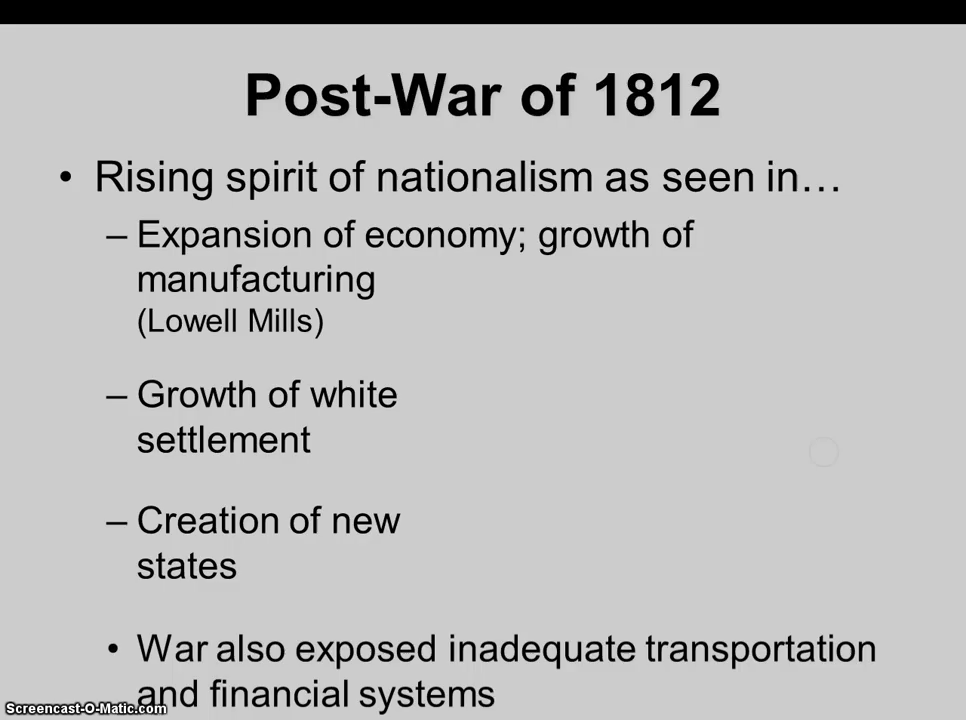 Post-War of 1812
• Rising spirit of nationalism as seen in…
– Expansion of economy; growth of
manufacturing
(Lowell Mills)
– Growth of white
settlement
– Creation of new
states
• War also exposed inadequate transportation
and financial systems
Screencast-O-Matic.com